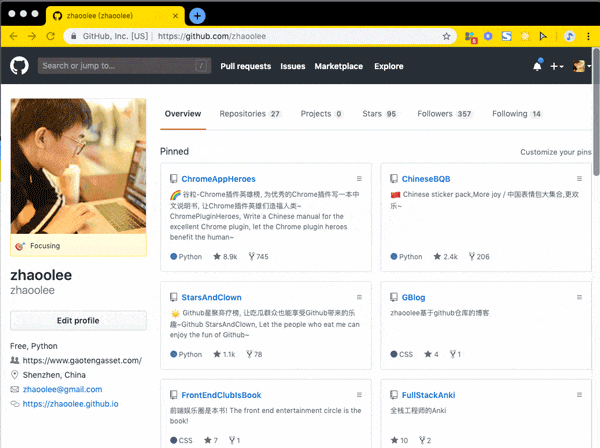 zhaoolee (zhaoolee)
GitHub, Inc. [US] | https://github.com/zhaoolee
Search or jump to... /
Pull requests Issues Marketplace Explore
Overview Repositories 27 Projects 0 Stars 95 Followers 357 Following 14
Pinned
Customize your pins
ChromeAppHeroes
🌈谷粒-Chrome插件英雄榜, 为优秀的Chrome插件写一本中
文说明书, 让Chrome插件英雄们造福人类~
ChromePluginHeroes, Write a Chinese manual for the
excellent Chrome plugin, let the Chrome plugin heroes
benefit the human~
Python 8.9k 745
ChineseBQB
🇨🇳 Chinese sticker pack,More joy / 中国表情包大集合,更欢
乐~
Python 2.4k 206
StarsAndClown
☀️ Github星聚弃疗榜, 让吃瓜群众也能享受Github带来的乐
趣~Github StarsAndClown, Let the people who eat me can
enjoy the fun of Github~
Python 1.1k 78
GBlog
zhaoolee基于github仓库的博客
CSS 4 1
FrontEndClubIsBook
前端娱乐圈是本书! The front end entertainment circle is the
book!
CSS 7 1
FullStackAnki
全栈工程师的Anki
10 2
🎯 Focusing
zhaoolee
zhaoolee
Edit profile
Free, Python
https://www.gaotengasset.com/
Shenzhen, China
zhaoolee@gmail.com
https://zhaoolee.github.io